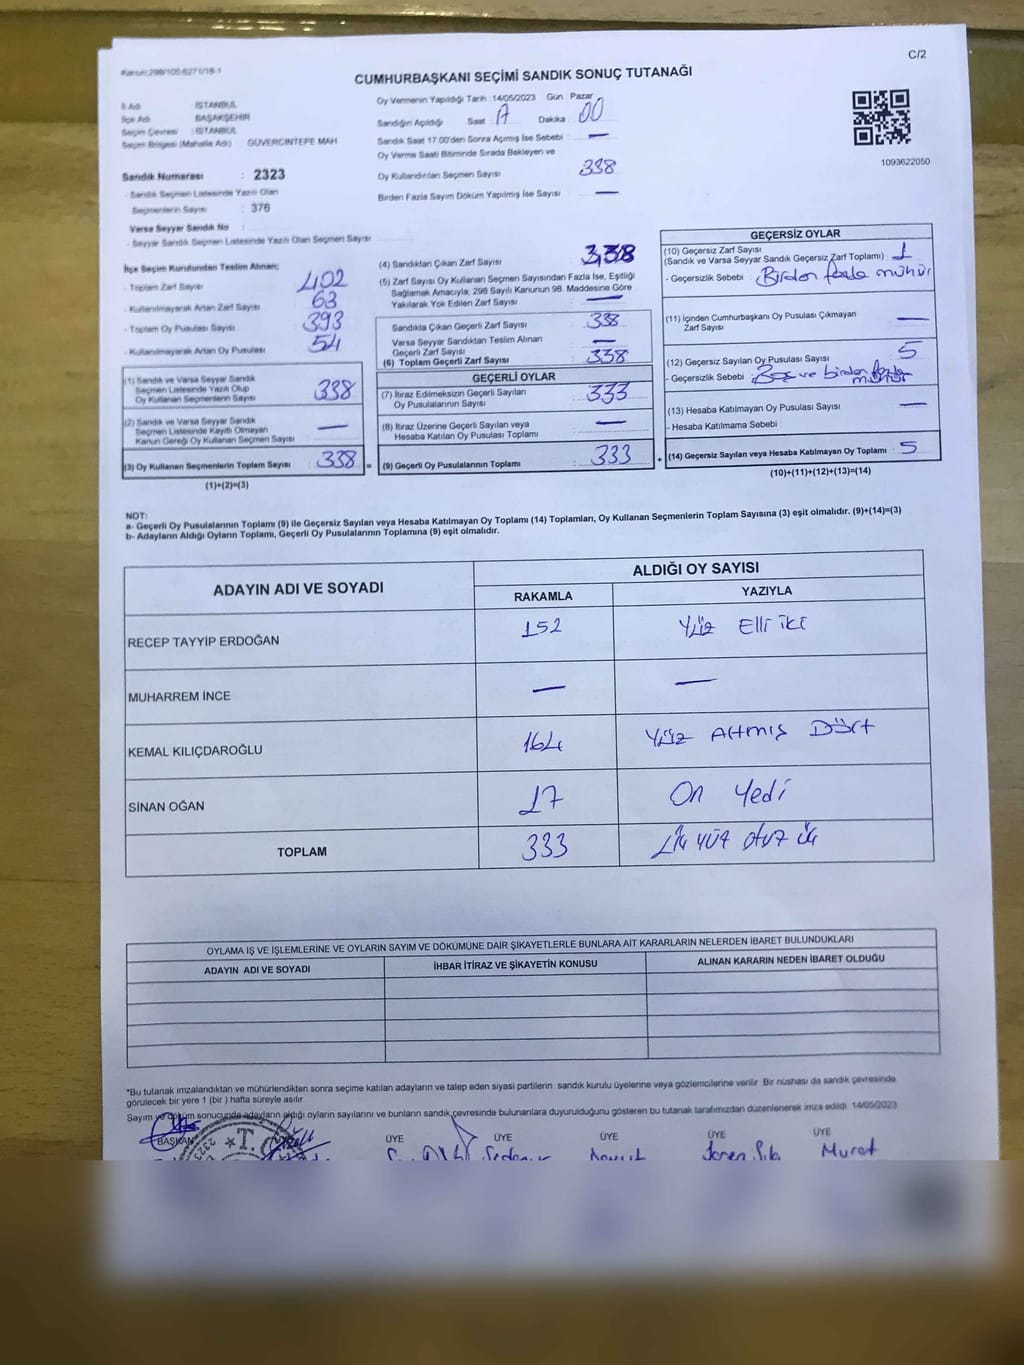 Kanun:298/105:6271/18-1
C/2
CUMHURBAŞKANI SEÇİMİ SANDIK SONUÇ TUTANAĞI
İl Adı : İSTANBUL
İlçe Adı : BAŞAKŞEHİR
Seçim Çevresi : İSTANBUL
Seçim Bölgesi (Mahalle Adı) : GÜVERCİNTEPE MAH.
Sandık Numarası : 2323
- Sandık Seçmen Listesinde Yazılı Olan
Seçmenlerin Sayısı : 376
Varsa Seyyar Sandık No :
- Seyyar Sandık Seçmen Listesinde Yazılı Olan Seçmen Sayısı :
Oy Vermenin Yapıldığı Tarih :14/05/2023 Gün : Pazar
Sandığın Açıldığı Saat Dakika 00
Sandık Saat 17:00'den Sonra Açılmış İse Sebebi : —
Oy Verme Saati Bitiminde Sırada Bekleyen ve
Oy Kullandırılan Seçmen Sayısı : 338
Birden Fazla Sayım Döküm Yapılmış İse Sayısı : —
1093622050
İlçe Seçim Kurulundan Teslim Alınan;
- Toplam Zarf Sayısı : 402
- Kullanılmayarak Artan Zarf Sayısı : 63
- Toplam Oy Pusulası Sayısı : 393
- Kullanılmayarak Artan Oy Pusulası : 54
(1) Sandık ve Varsa Seyyar Sandık
Seçmen Listesinde Yazılı Olup
Oy Kullanan Seçmenlerin Sayısı : 338
(2) Sandık ve Varsa Seyyar Sandık
Seçmen Listesinde Kayıtlı Olmayan
Kanun Gereği Oy Kullanan Seçmen Sayısı : —
(3) Oy Kullanan Seçmenlerin Toplam Sayısı : 338 =
(1)+(2)=(3)
(4) Sandıktan Çıkan Zarf Sayısı : 338
(5) Zarf Sayısı Oy Kullanan Seçmen Sayısından Fazla İse, Eşitliği
Sağlamak Amacıyla, 298 Sayılı Kanunun 98. Maddesine Göre
Yakılarak Yok Edilen Zarf Sayısı : —
Sandıkta Çıkan Geçerli Zarf Sayısı : 338
Varsa Seyyar Sandıktan Teslim Alınan
Geçerli Zarf Sayısı : —
(6) Toplam Geçerli Zarf Sayısı : 338
GEÇERLİ OYLAR
(7) İtiraz Edilmeksizin Geçerli Sayılan
Oy Pusulalarının Sayısı : 333
(8) İtiraz Üzerine Geçerli Sayılan veya
Hesaba Katılan Oy Pusulası Toplamı : —
(9) Geçerli Oy Pusulalarının Toplamı : 333 +
GEÇERSİZ OYLAR
(10) Geçersiz Zarf Sayısı
(Sandık ve Varsa Seyyar Sandık Geçersiz Zarf Toplamı) : 1
- Geçersizlik Sebebi : Birden fazla mühür
(11) İçinden Cumhurbaşkanı Oy Pusulası Çıkmayan
Zarf Sayısı : —
(12) Geçersiz Sayılan Oy Pusulası Sayısı : 5
- Geçersizlik Sebebi : Boş ve birden fazla
mühür
(13) Hesaba Katılmayan Oy Pusulası Sayısı : —
- Hesaba Katılmama Sebebi :
(14) Geçersiz Sayılan veya Hesaba Katılmayan Oy Toplamı : 5
(10)+(11)+(12)+(13)=(14)
NOT:
a- Geçerli Oy Pusulalarının Toplamı (9) ile Geçersiz Sayılan veya Hesaba Katılmayan Oy Toplamı (14) Toplamları, Oy Kullanan Seçmenlerin Toplam Sayısına (3) eşit olmalıdır. (9)+(14)=(3)
b- Adayların Aldığı Oyların Toplamı, Geçerli Oy Pusulalarının Toplamına (9) eşit olmalıdır.
ADAYIN ADI VE SOYADI
ALDIĞI OY SAYISI
RAKAMLA YAZIYLA
RECEP TAYYİP ERDOĞAN 152 Yüz Elli iki
MUHARREM İNCE — —
KEMAL KILIÇDAROĞLU 164 Yüz Altmış Dört
SİNAN OĞAN 17 On Yedi
TOPLAM 333 yüz otuz
OYLAMA İŞ VE İŞLEMLERİNE VE OYLARIN SAYIM VE DÖKÜMÜNE DAİR ŞİKAYETLERLE BUNLARA AİT KARARLARIN NELERDEN İBARET BULUNDUKLARI
ADAYIN ADI VE SOYADI İHBAR İTİRAZ VE ŞİKAYETİN KONUSU ALINAN KARARIN NEDEN İBARET OLDUĞU
*Bu tutanak imzalandıktan ve mühürlendikten sonra seçime katılan adayların ve talep eden siyasi partilerin sandık kurulu üyelerine veya gözlemcilerine verilir. Bir nüshası da sandık çevresinde
görülecek bir yere 1 (bir ) hafta süreyle asılır.
Sayım ve döküm sonucunda adayların aldığı oyların sayılarını ve bunların sandık çevresinde bulunanlara duyurulduğunu gösteren bu tutanak tarafımızdan düzenlenerek imza edildi. 14/05/2023
BAŞKAN ÜYE ÜYE ÜYE ÜYE ÜYE
Murat
2323 ★ T.C.